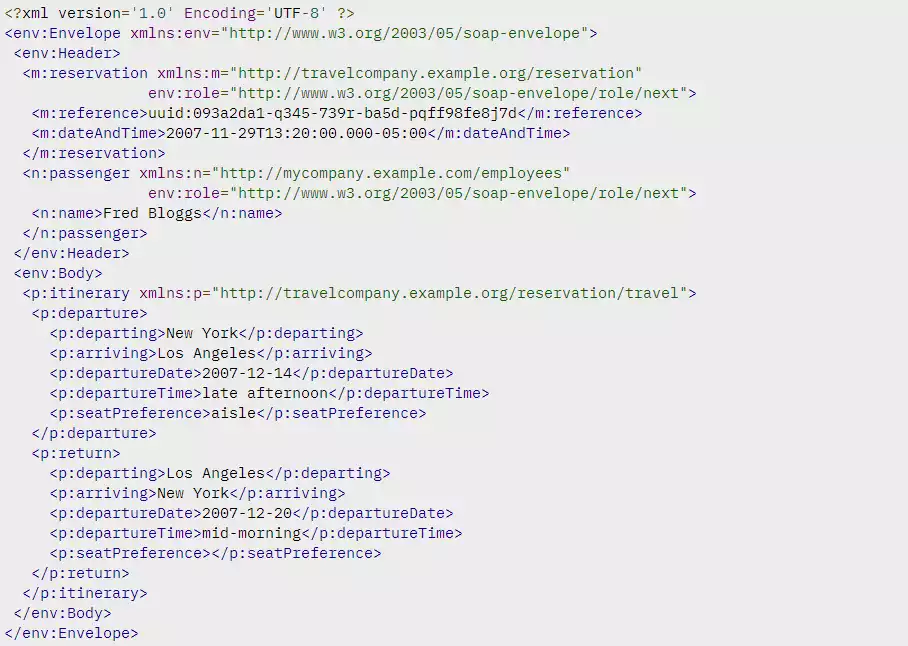 <?xml version='1.0' Encoding='UTF-8' ?>
<env:Envelope xmlns:env="http://www.w3.org/2003/05/soap-envelope">
 <env:Header>
  <m:reservation xmlns:m="http://travelcompany.example.org/reservation"
                env:role="http://www.w3.org/2003/05/soap-envelope/role/next">
   <m:reference>uuid:093a2da1-q345-739r-ba5d-pqff98fe8j7d</m:reference>
   <m:dateAndTime>2007-11-29T13:20:00.000-05:00</m:dateAndTime>
  </m:reservation>
  <n:passenger xmlns:n="http://mycompany.example.com/employees"
                env:role="http://www.w3.org/2003/05/soap-envelope/role/next">
   <n:name>Fred Bloggs</n:name>
  </n:passenger>
 </env:Header>
 <env:Body>
  <p:itinerary xmlns:p="http://travelcompany.example.org/reservation/travel">
   <p:departure>
     <p:departing>New York</p:departing>
     <p:arriving>Los Angeles</p:arriving>
     <p:departureDate>2007-12-14</p:departureDate>
     <p:departureTime>late afternoon</p:departureTime>
     <p:seatPreference>aisle</p:seatPreference>
   </p:departure>
   <p:return>
     <p:departing>Los Angeles</p:departing>
     <p:arriving>New York</p:arriving>
     <p:departureDate>2007-12-20</p:departureDate>
     <p:departureTime>mid-morning</p:departureTime>
     <p:seatPreference></p:seatPreference>
   </p:return>
  </p:itinerary>
 </env:Body>
</env:Envelope>